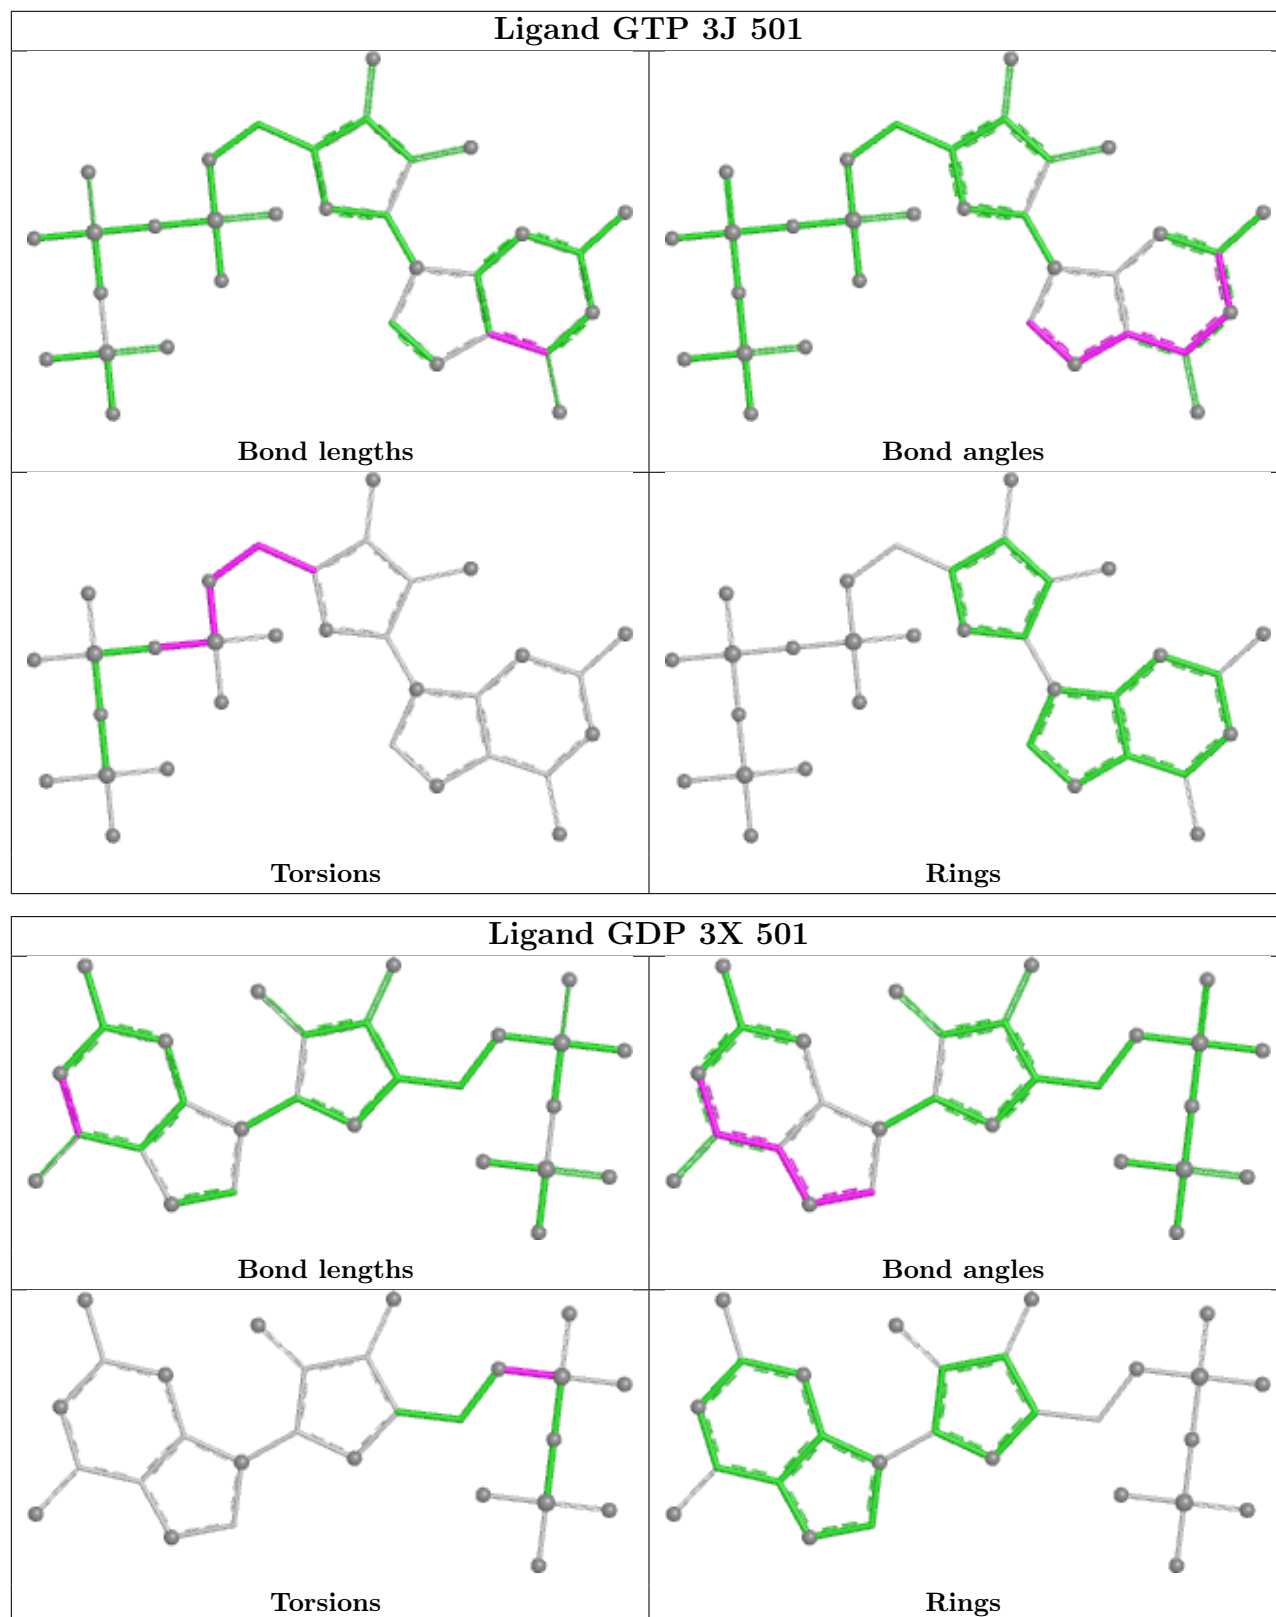 Ligand GTP 3J 501
Bond lengths
Bond angles
Torsions
Rings
Ligand GDP 3X 501
Bond lengths
Bond angles
Torsions
Rings